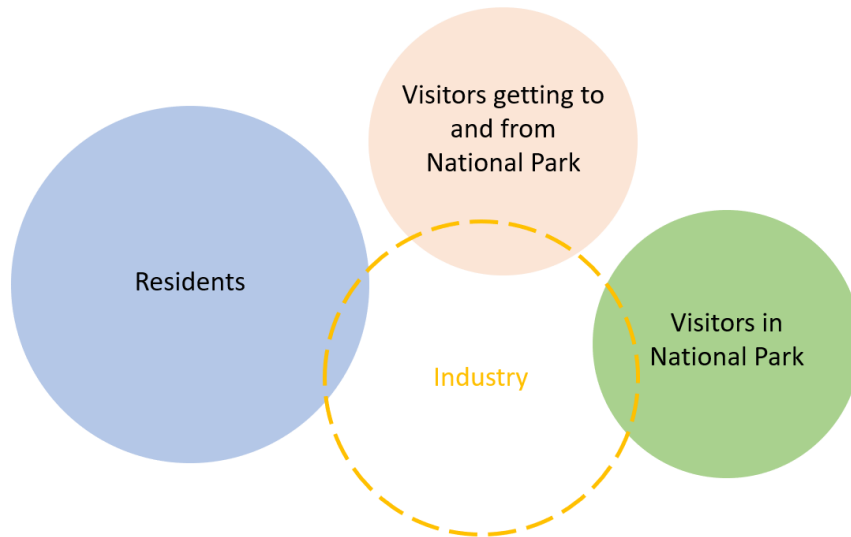 Visitors getting to
and from
National Park
Residents
Visitors in
National Park
Industry